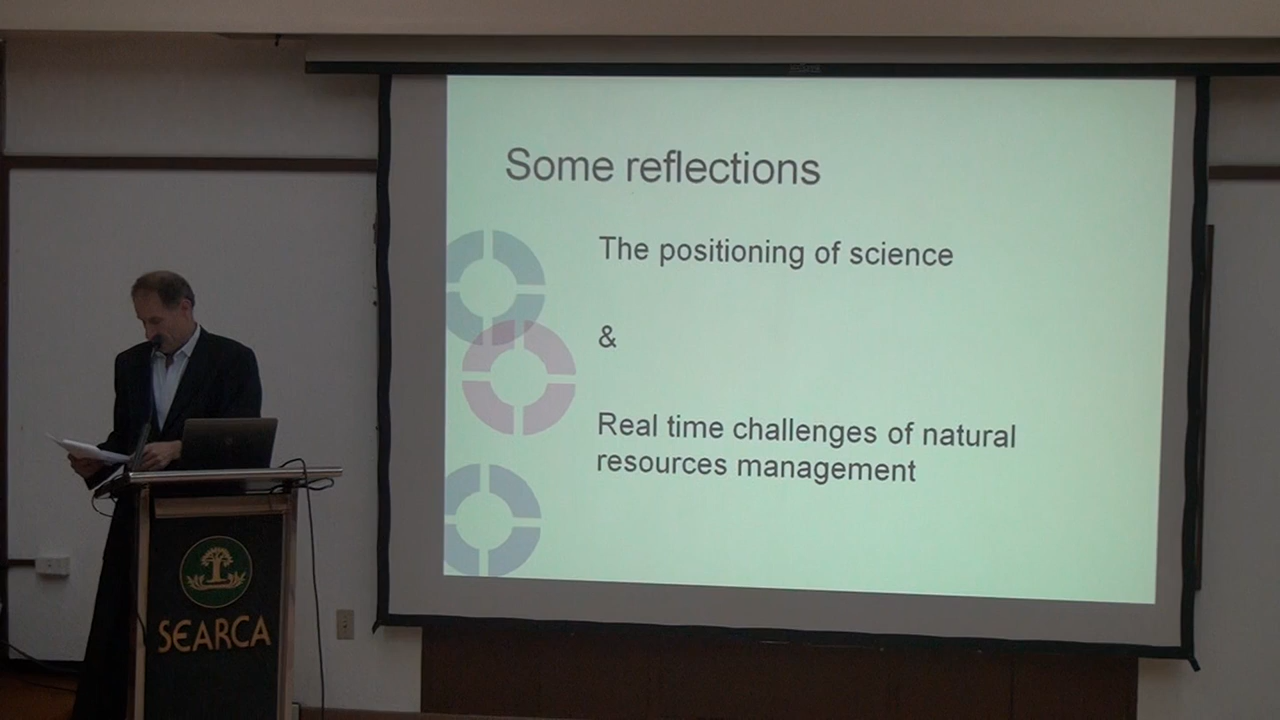 Some reflections
The positioning of science
&
Real time challenges of natural
resources management
SEARCA